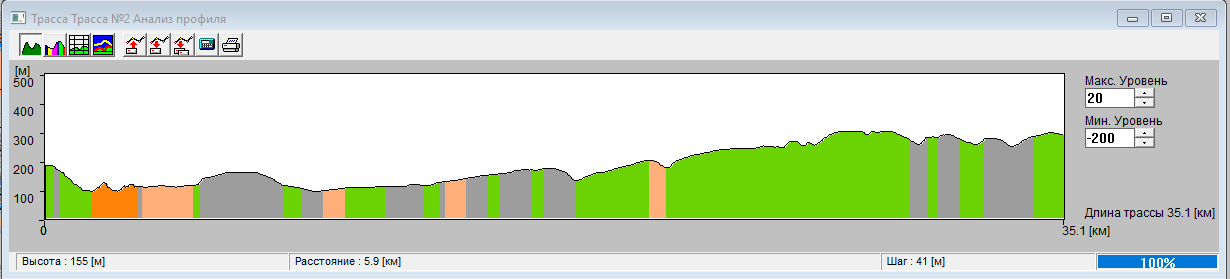 Трасса Трасса №2 Анализ профиля
[м]
500
400
300
200
100
0
35.1 [км]
Макс. Уровень
20
Мин. Уровень
-200
Длина трассы 35.1 [км]
Высота : 155 [м]
Расстояние : 5.9 [км]
Шаг : 41 [м]
100%